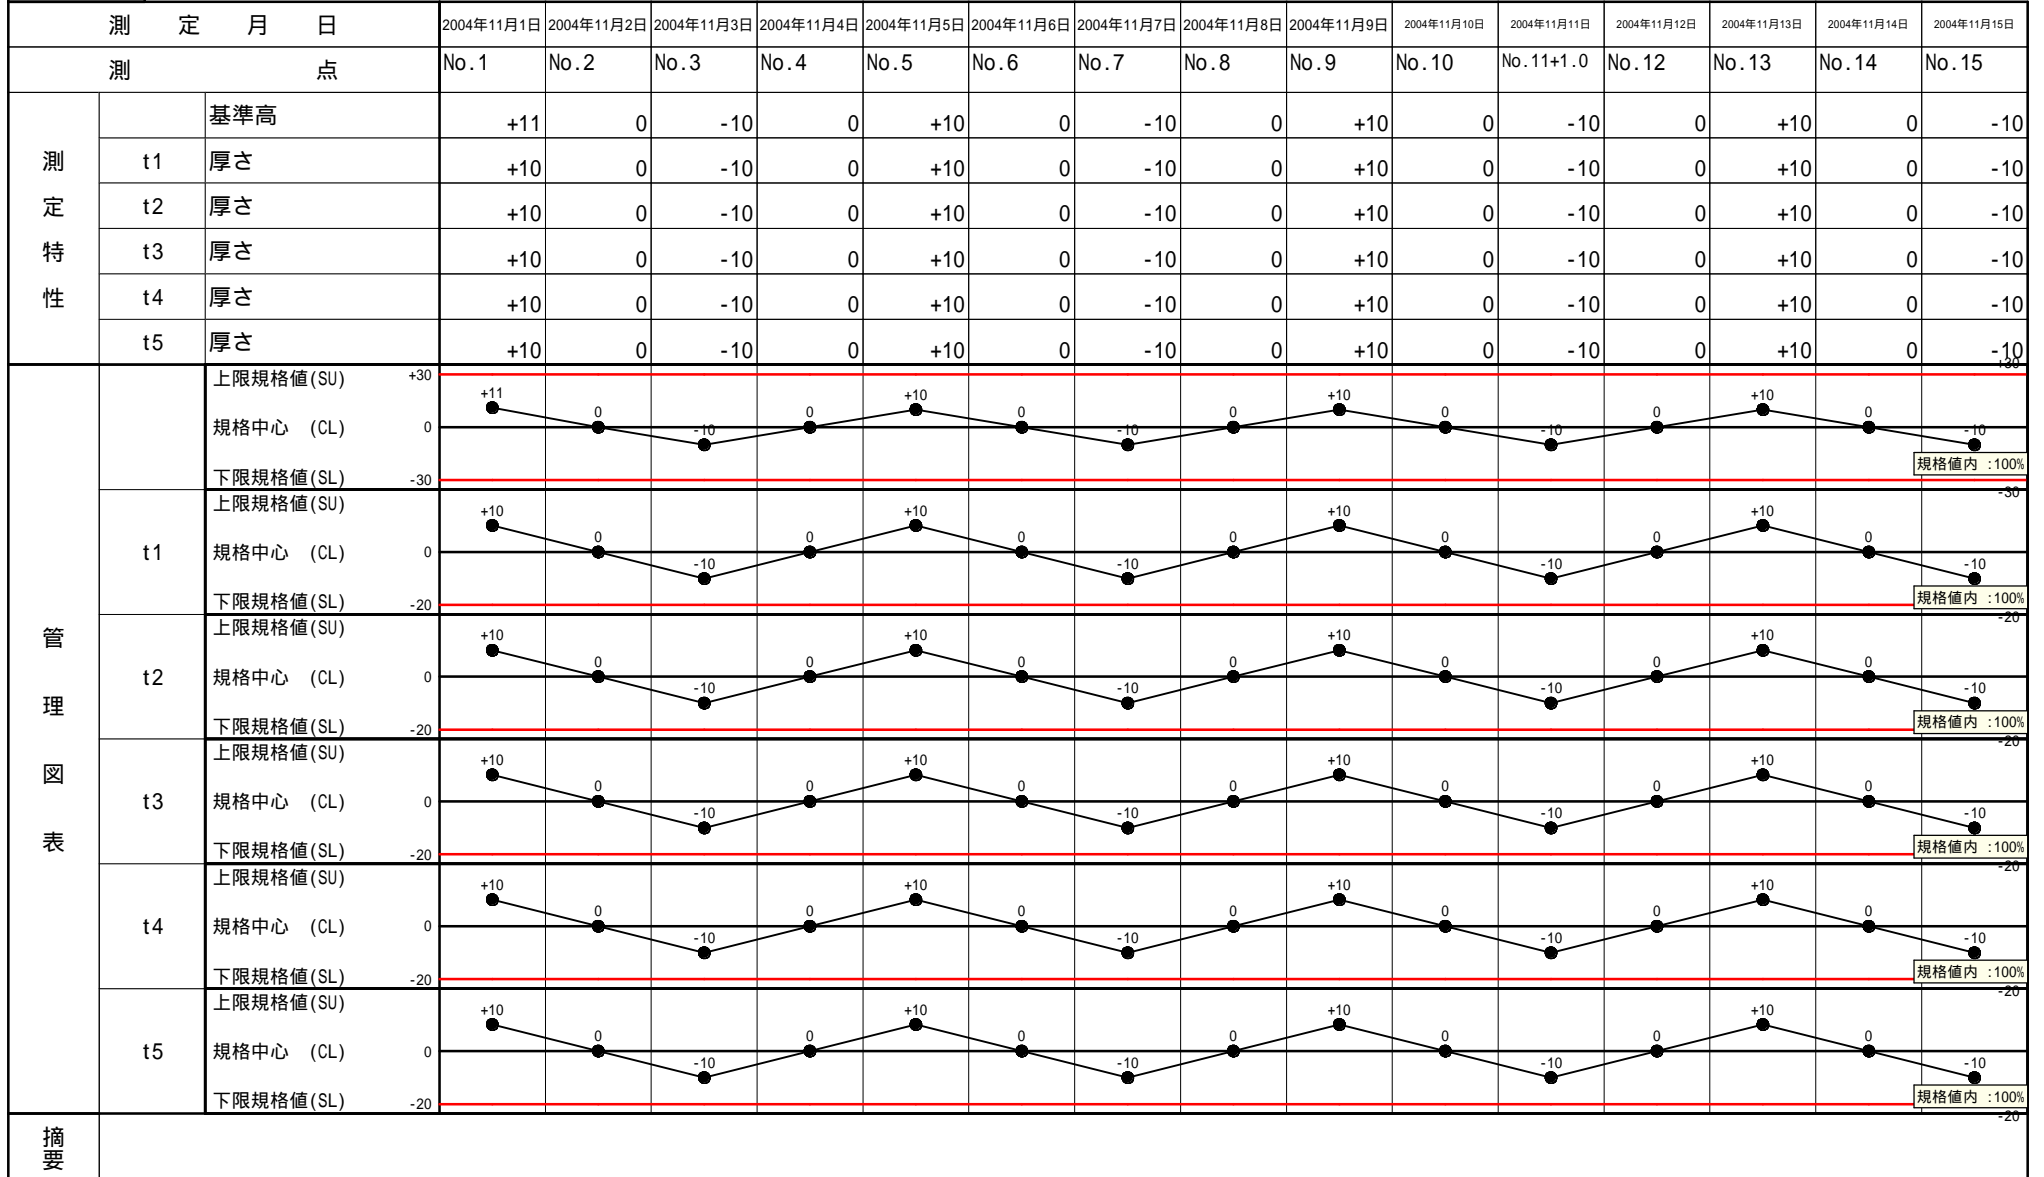 測 定 月 日 2004年11月1日 2004年11月2日 2004年11月3日 2004年11月4日 2004年11月5日 2004年11月6日 2004年11月7日 2004年11月8日 2004年11月9日 2004年11月10日 2004年11月11日 2004年11月12日 2004年11月13日 2004年11月14日 2004年11月15日
測 点 No.1 No.2 No.3 No.4 No.5 No.6 No.7 No.8 No.9 No.10 No.11+1.0 No.12 No.13 No.14 No.15
測定特性
基準高 +11 0 -10 0 +10 0 -10 0 +10 0 -10 0 +10 0 -10
t1 厚さ +10 0 -10 0 +10 0 -10 0 +10 0 -10 0 +10 0 -10
t2 厚さ +10 0 -10 0 +10 0 -10 0 +10 0 -10 0 +10 0 -10
t3 厚さ +10 0 -10 0 +10 0 -10 0 +10 0 -10 0 +10 0 -10
t4 厚さ +10 0 -10 0 +10 0 -10 0 +10 0 -10 0 +10 0 -10
t5 厚さ +10 0 -10 0 +10 0 -10 0 +10 0 -10 0 +10 0 -10
管理図表
上限規格値(SU) +30 +30
+11 0 -10 0 +10 0 -10 0 +10 0 -10 0 +10 0 -10
規格中心 (CL) 0
規格値内 :100%
下限規格値(SL) -30 -30
t1
上限規格値(SU)
+10 0 -10 0 +10 0 -10 0 +10 0 -10 0 +10 0 -10
規格中心 (CL) 0
規格値内 :100%
下限規格値(SL) -20 -20
t2
上限規格値(SU)
+10 0 -10 0 +10 0 -10 0 +10 0 -10 0 +10 0 -10
規格中心 (CL) 0
規格値内 :100%
下限規格値(SL) -20 -20
t3
上限規格値(SU)
+10 0 -10 0 +10 0 -10 0 +10 0 -10 0 +10 0 -10
規格中心 (CL) 0
規格値内 :100%
下限規格値(SL) -20 -20
t4
上限規格値(SU)
+10 0 -10 0 +10 0 -10 0 +10 0 -10 0 +10 0 -10
規格中心 (CL) 0
規格値内 :100%
下限規格値(SL) -20 -20
t5
上限規格値(SU)
+10 0 -10 0 +10 0 -10 0 +10 0 -10 0 +10 0 -10
規格中心 (CL) 0
規格値内 :100%
下限規格値(SL) -20 -20
摘要